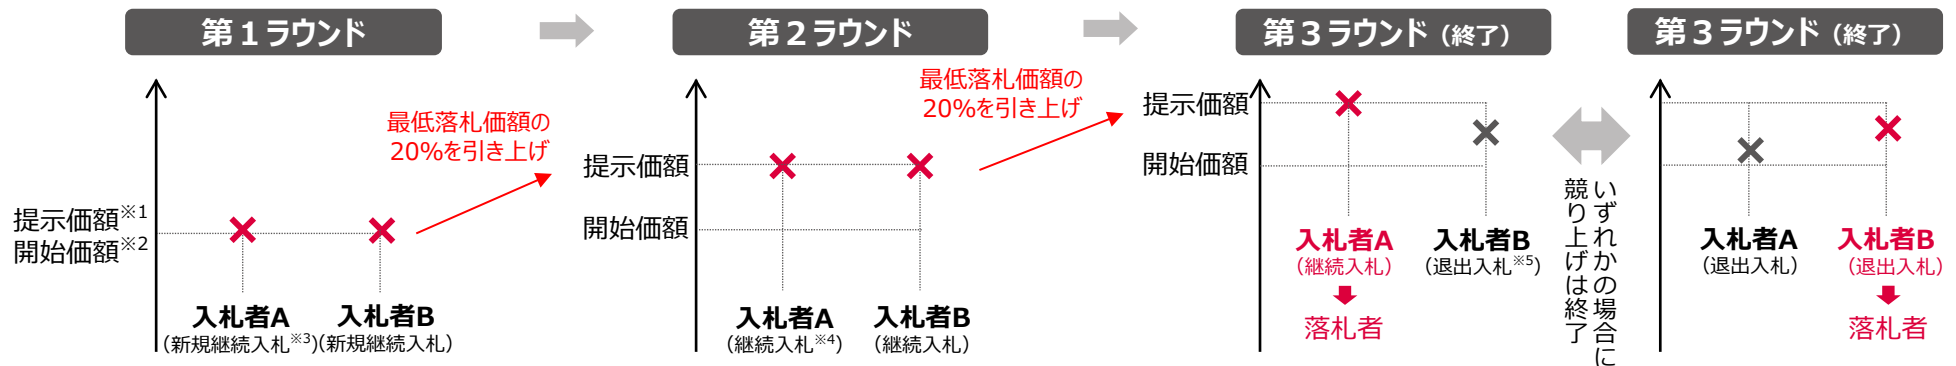 第１ラウンド
最低落札価額の
20%を引き上げ
提示価額※1
開始価額※2
入札者A
(新規継続入札※3)
入札者B
(新規継続入札)
第２ラウンド
最低落札価額の
20%を引き上げ
提示価額
開始価額
入札者A
(継続入札※4)
入札者B
(継続入札)
第３ラウンド（終了）
提示価額
開始価額
入札者A
(継続入札)
落札者
入札者B
(退出入札※5)
いずれかの場合に
競り上げは終了
第３ラウンド（終了）
入札者A
(退出入札)
入札者B
(退出入札)
落札者